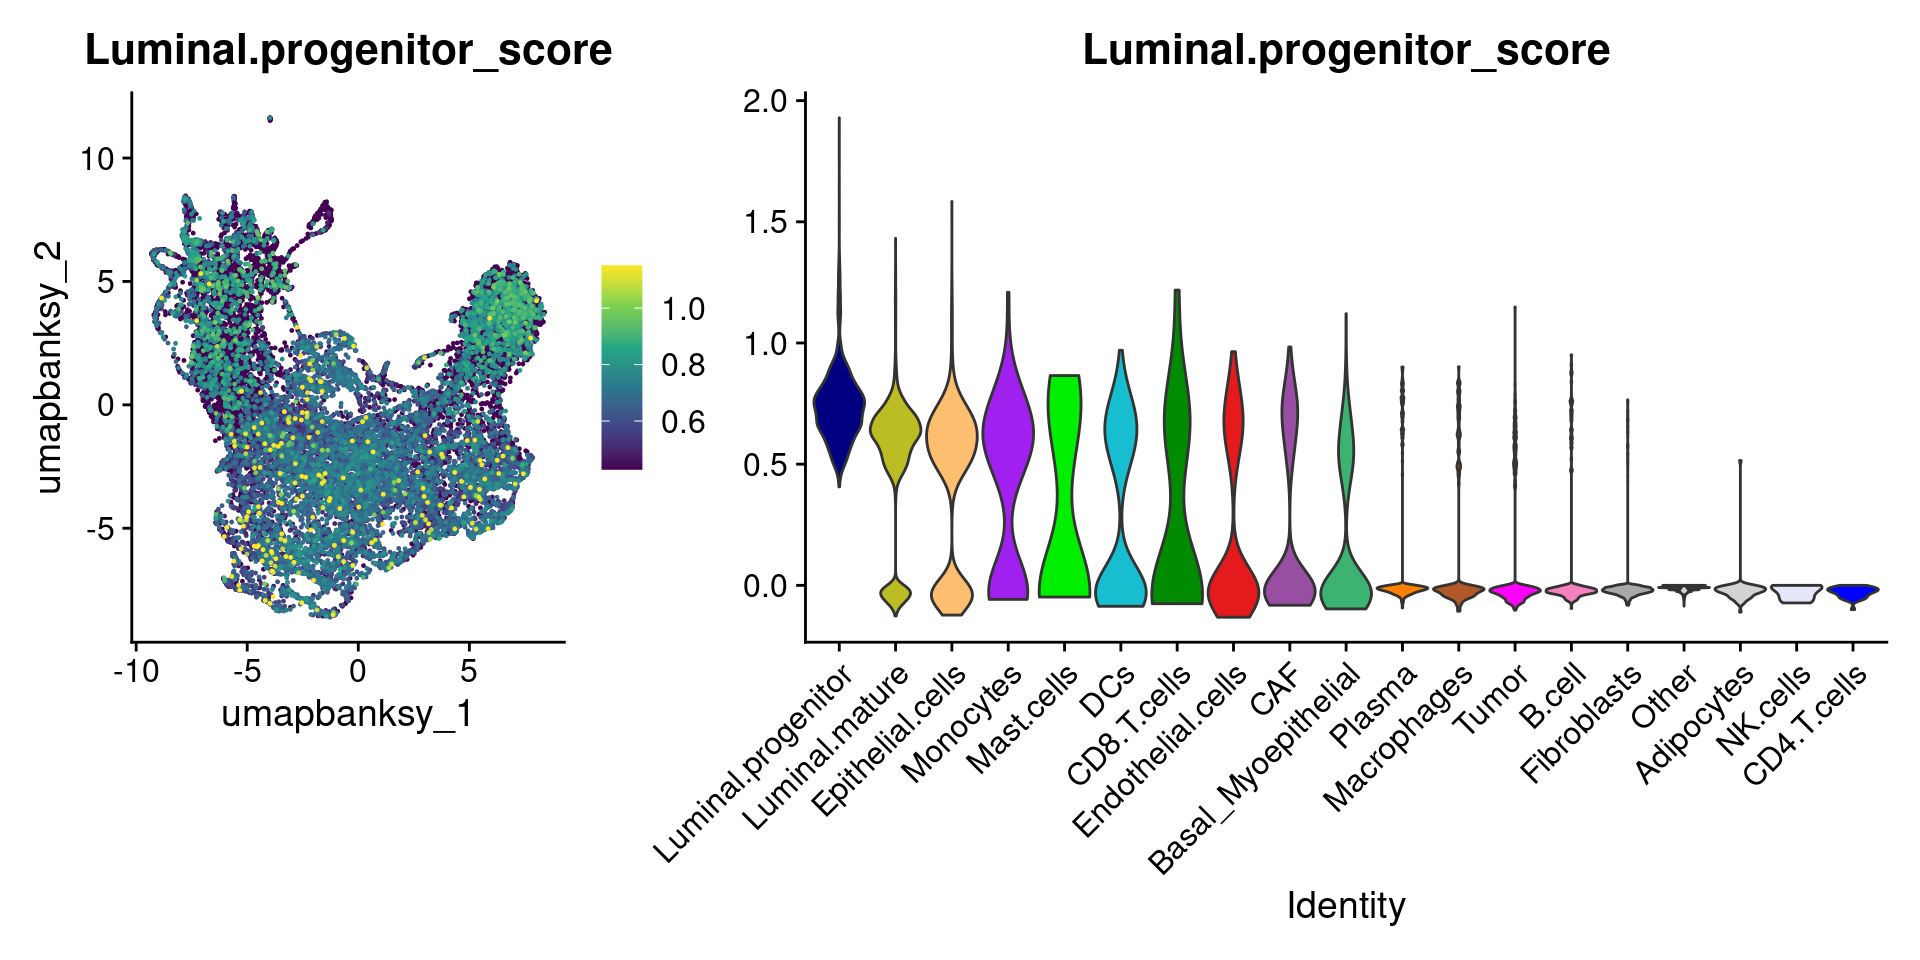 Luminal.progenitor_score
10
5
0
-5
umapbanksy_2
-10
-5
0
5
umapbanksy_1
1.0
0.8
0.6
Luminal.progenitor_score
2.0
1.5
1.0
0.5
0.0
Luminal.progenitor
Luminal.mature
Epithelial.cells
Monocytes
Mast.cells
DCs
CD8.T.cells
Endothelial.cells
CAF
Basal_Myoepithelial
Plasma
Macrophages
Tumor
B.cell
Fibroblasts
Other
Adipocytes
NK.cells
CD4.T.cells
Identity